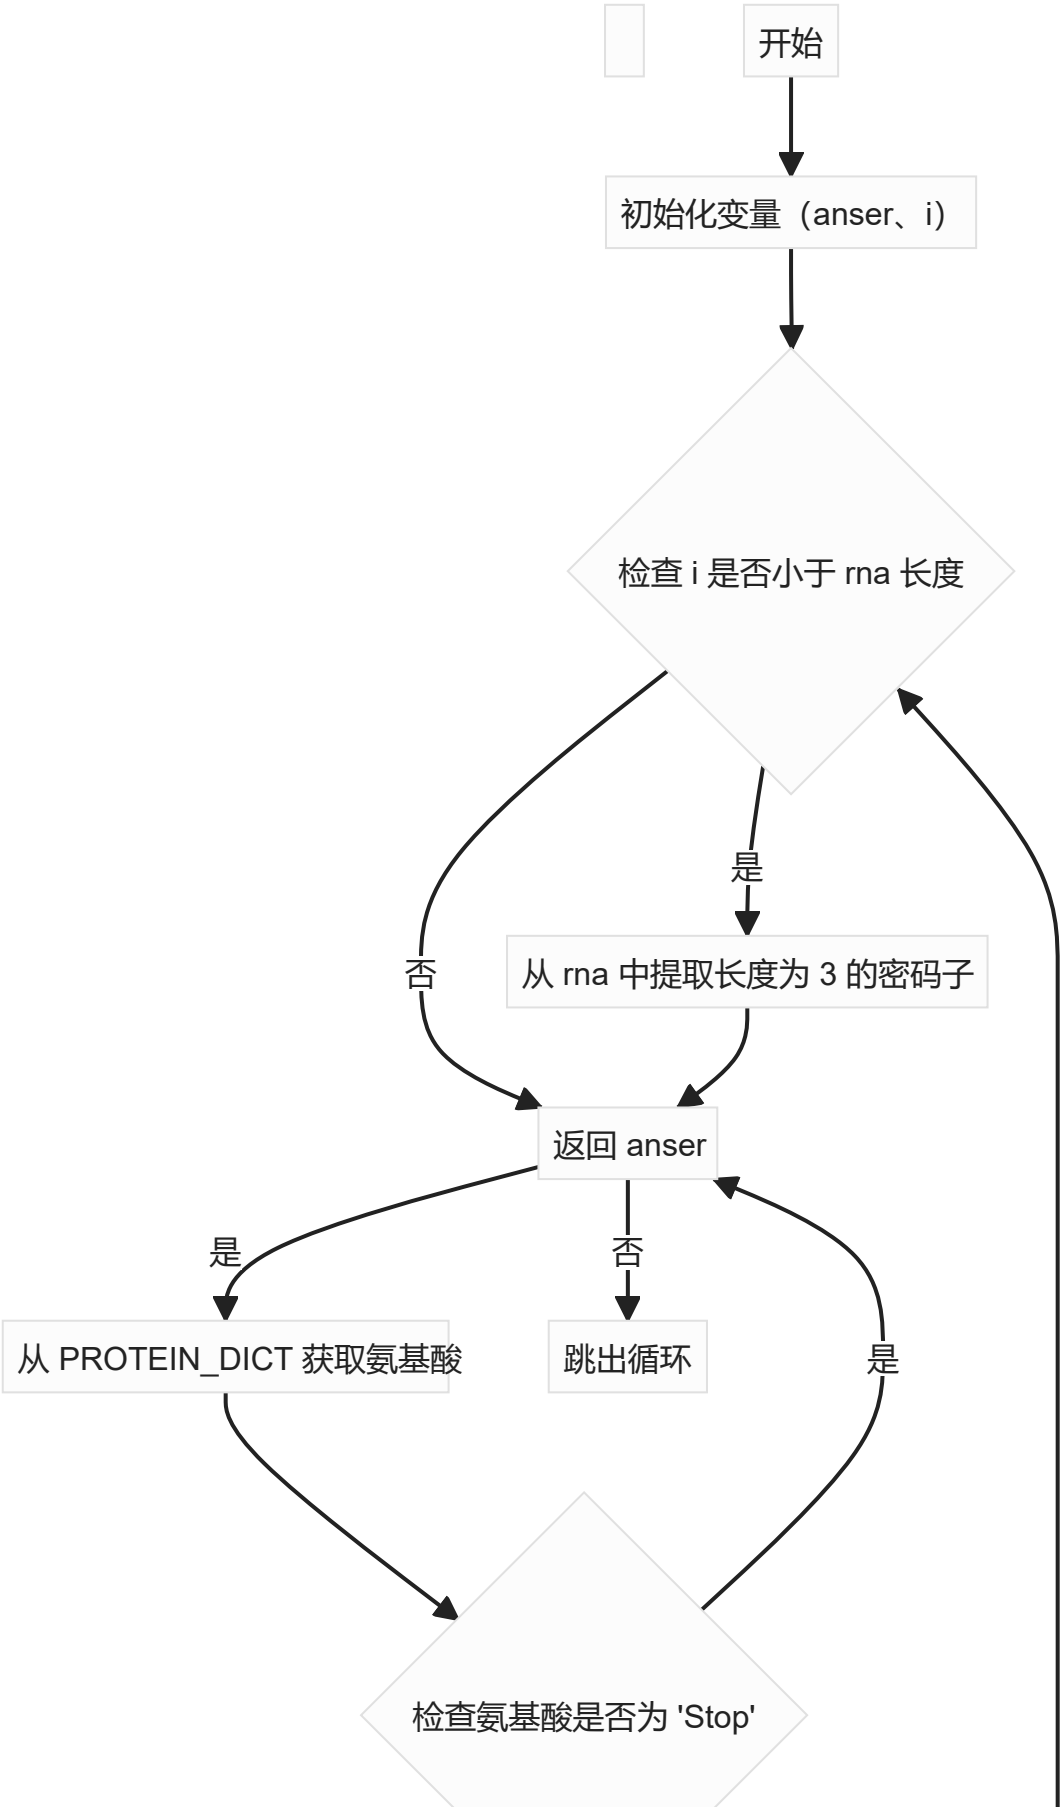 开始
初始化变量（anser、i）
检查 i 是否小于 rna 长度
是
否
从 rna 中提取长度为 3 的密码子
返回 anser
是
否
从 PROTEIN_DICT 获取氨基酸
跳出循环
是
检查氨基酸是否为 'Stop'